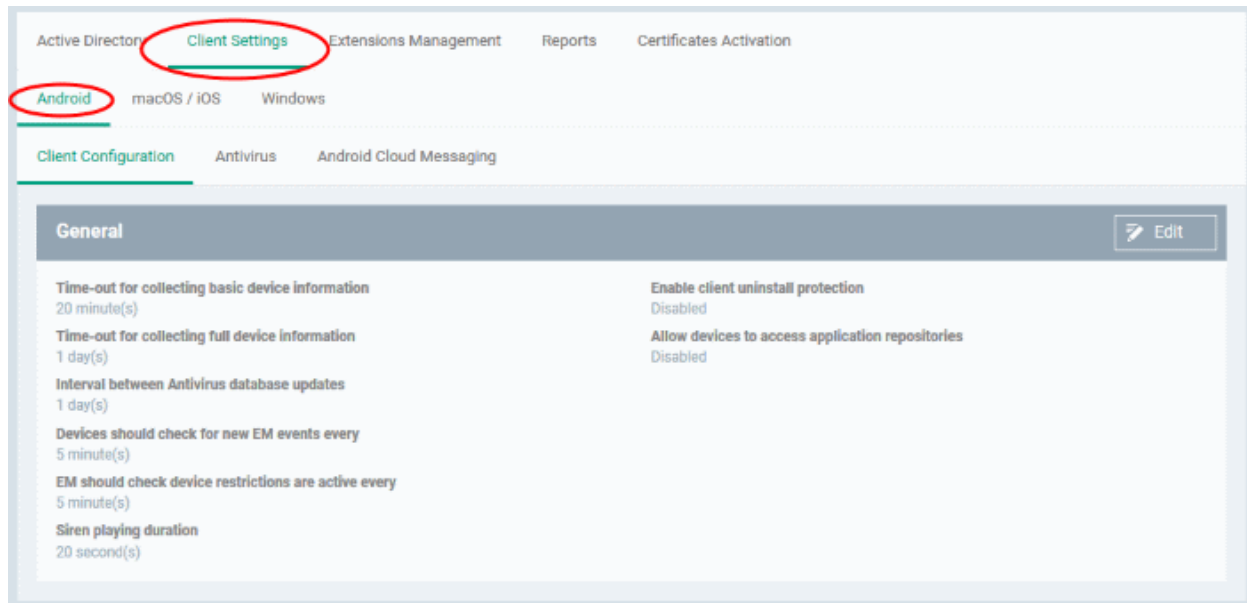 Active Directory Client Settings Extensions Management Reports Certificates Activation
Android macOS / iOS Windows
Client Configuration Antivirus Android Cloud Messaging
General Edit
Time-out for collecting basic device information
20 minute(s)
Time-out for collecting full device information
1 day(s)
Interval between Antivirus database updates
1 day(s)
Devices should check for new EM events every
5 minute(s)
EM should check device restrictions are active every
5 minute(s)
Siren playing duration
20 second(s)
Enable client uninstall protection
Disabled
Allow devices to access application repositories
Disabled